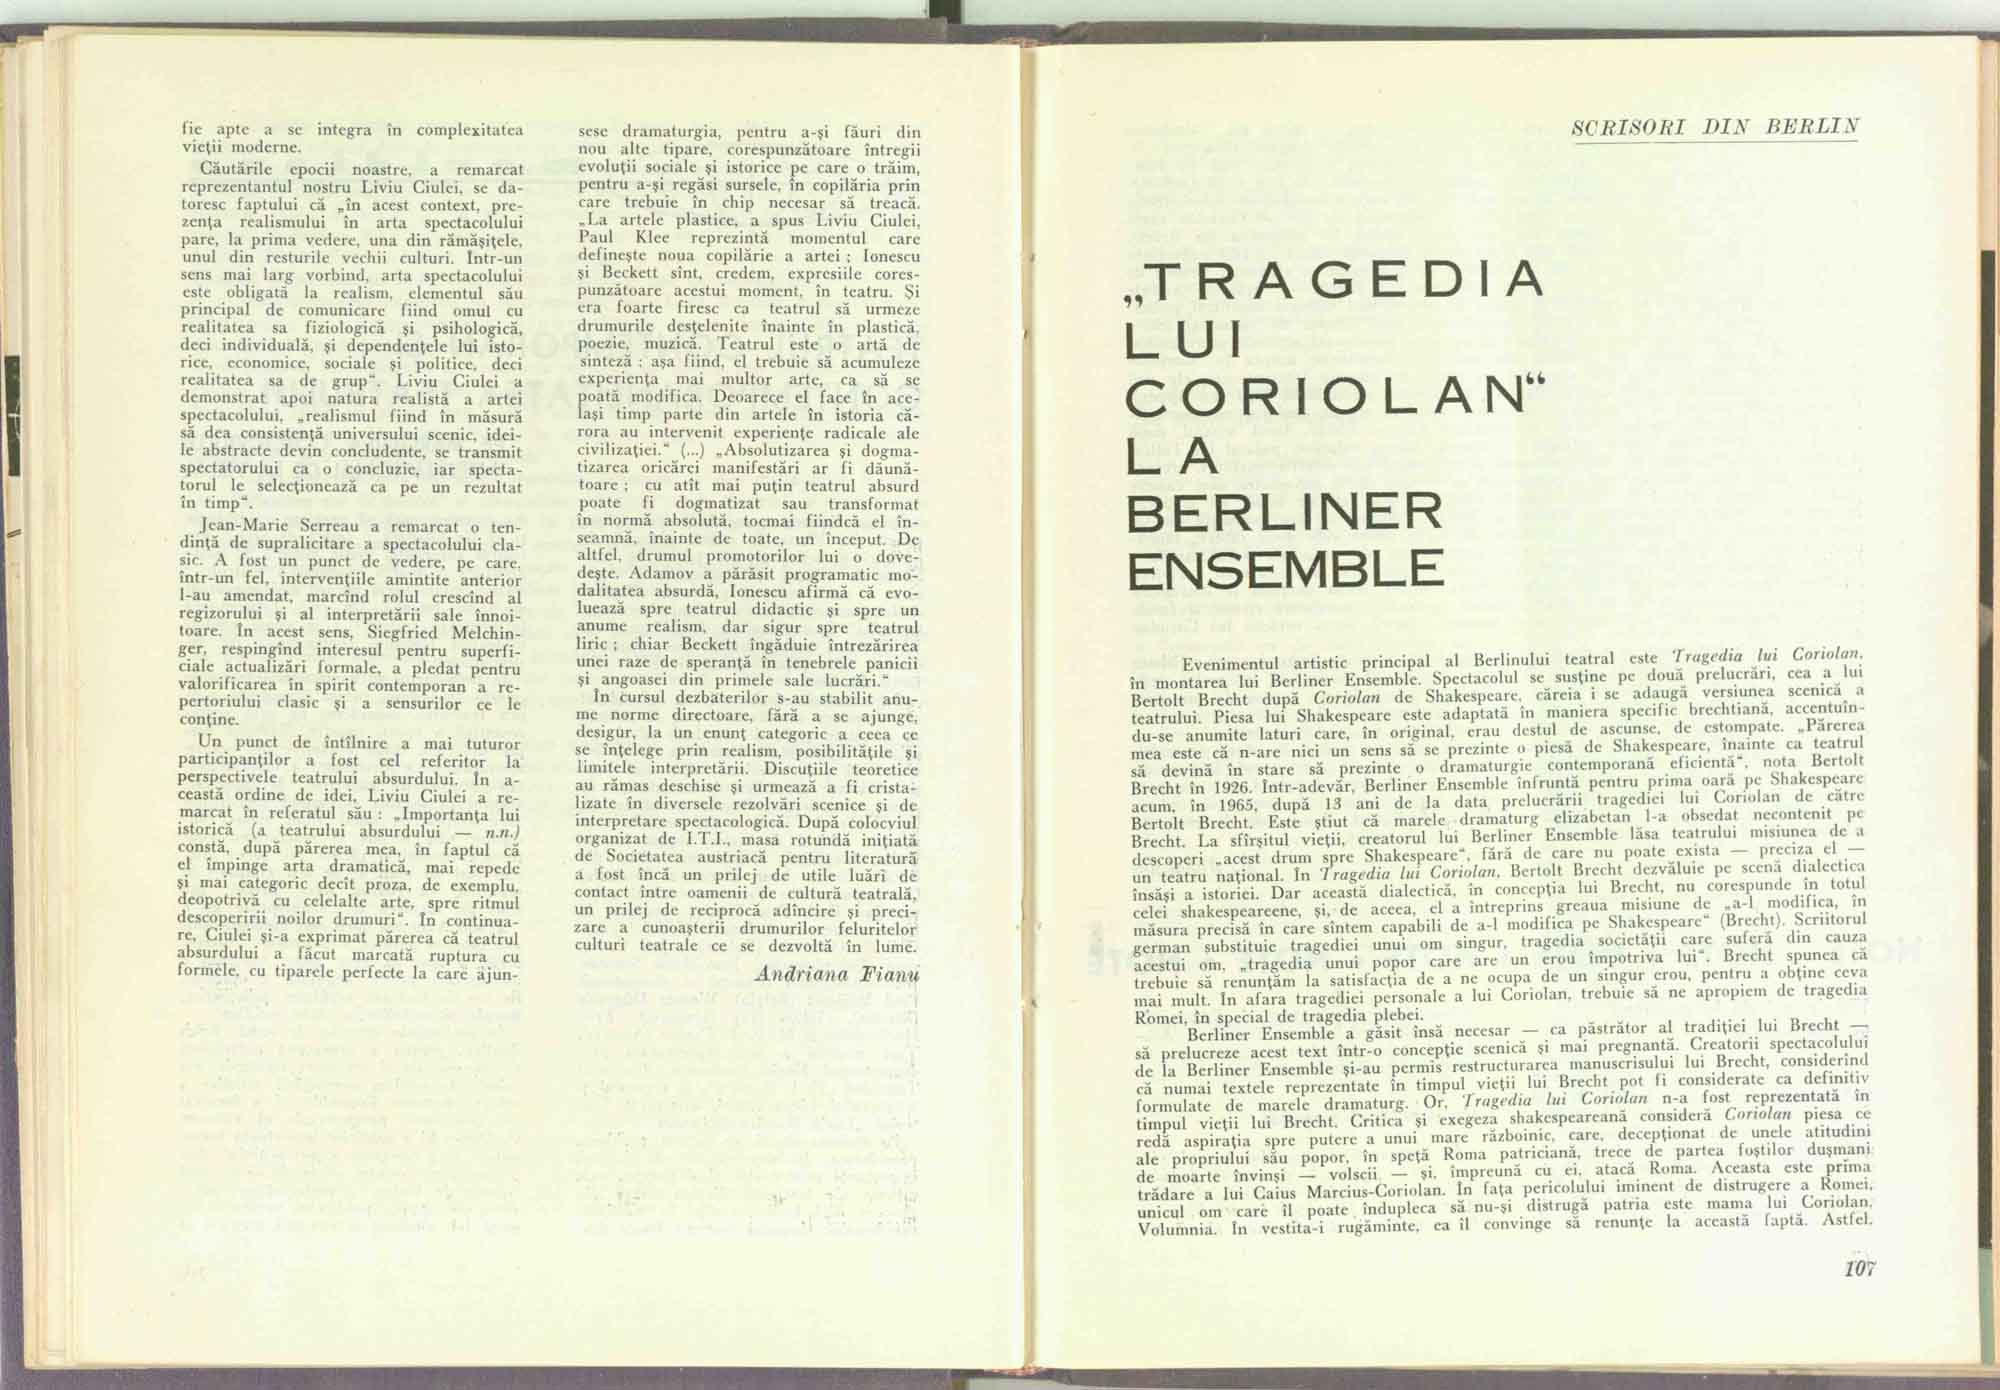 fie apte a se integra în complexitatea
vieții moderne.
Căutările epocii noastre, a remarcat
reprezentantul nostru Liviu Ciulei, se da-
toresc faptului că „în acest context, pre-
zența realismului în arta spectacolului
pare, la prima vedere, una din rămășițele,
unul din resturile vechii culturi. Intr-un
sens mai larg vorbind, arta spectacolului
este obligată la realism, elementul său
principal de comunicare fiind omul cu
realitatea sa fiziologică și psihologică,
deci individuală, și dependențele lui isto-
rice, economice, sociale și politice, deci
realitatea sa de grup“. Liviu Ciulei a
demonstrat apoi natura realistă a artei
spectacolului, „realismul fiind în măsură
să dea consistență universului scenic, idei-
le abstracte devin concludente, se transmit
spectatorului ca o concluzie, iar specta-
torul le selecționează ca pe un rezultat
în timp“.
Jean-Marie Serreau a remarcat o ten-
dință de supralicitare a spectacolului cla-
sic. A fost un punct de vedere, pe care,
într-un fel, intervențiile amintite anterior
l-au amendat, marcînd rolul crescînd al
regizorului și al interpretării sale înnoi-
toare. În acest sens, Siegfried Melchin-
ger, respingînd interesul pentru superfi-
ciale actualizări formale, a pledat pentru
valorificarea în spirit contemporan a re-
pertoriului clasic și a sensurilor ce le
conține.
Un punct de întîlnire a mai tuturor
participanților a fost cel referitor la
perspectivele teatrului absurdului. În a-
ceastă ordine de idei, Liviu Ciulei a re-
marcat în referatul său : „Importanța lui
istorică (a teatrului absurdului — n.n.)
constă, după părerea mea, în faptul că
el împinge arta dramatică, mai repede
și mai categoric decît proza, de exemplu,
deopotrivă cu celelalte arte, spre ritmul
descoperirii noilor drumuri“. În continua-
re, Ciulei și-a exprimat părerea că teatrul
absurdului a făcut marcată ruptura cu
formele, cu tiparele perfecte la care ajun-
sese dramaturgia, pentru a-și făuri din
nou alte tipare, corespunzătoare întregii
evoluții sociale și istorice pe care o trăim,
pentru a-și regăsi sursele, în copilăria prin
care trebuie în chip necesar să treacă.
„La artele plastice, a spus Liviu Ciulei,
Paul Klee reprezintă momentul care
definește noua copilărie a artei ; Ionescu
și Beckett sînt, credem, expresiile cores-
punzătoare acestui moment, în teatru. Și
era foarte firesc ca teatrul să urmeze
drumurile desțelenite înainte în plastică,
poezie, muzică. Teatrul este o artă de
sinteză ; așa fiind, el trebuie să acumuleze
experiența mai multor arte, ca să se
poată modifica. Deoarece el face în ace-
lași timp parte din artele în istoria că-
rora au intervenit experiențe radicale ale
civilizației.“ (...) „Absolutizarea și dogma-
tizarea oricărei manifestări ar fi dăună-
toare ; cu atît mai puțin teatrul absurd
poate fi dogmatizat sau transformat
în normă absolută, tocmai fiindcă el în-
seamnă, înainte de toate, un început. De
altfel, drumul promotorilor lui o dove-
dește. Adamov a părăsit programatic mo-
dalitatea absurdă, Ionescu afirmă că evo-
luează spre teatrul didactic și spre un
anume realism, dar sigur spre teatrul
liric ; chiar Beckett îngăduie întrezărirea
unei raze de speranță în tenebrele panicii
și angoasei din primele sale lucrări.“
În cursul dezbaterilor s-au stabilit anu-
me norme directoare, fără a se ajunge,
desigur, la un enunț categoric a ceea ce
se înțelege prin realism, posibilitățile și
limitele interpretării. Discuțiile teoretice
au rămas deschise și urmează a fi crista-
lizate în diversele rezolvări scenice și de
interpretare spectacologică. După colocviul
organizat de I.T.I., masa rotundă inițiată
de Societatea austriacă pentru literatură
a fost încă un prilej de utile luări de
contact între oamenii de cultură teatrală,
un prilej de reciprocă adîncire și preci-
zare a cunoașterii drumurilor feluritelor
culturi teatrale ce se dezvoltă în lume.
Andriana Fianu
SCRISORI DIN BERLIN
„TRAGEDIA
LUI
CORIOLAN“
LA
BERLINER
ENSEMBLE
Evenimentul artistic principal al Berlinului teatral este Tragedia lui Coriolan,
în montarea lui Berliner Ensemble. Spectacolul se susține pe două prelucrări, cea a lui
Bertolt Brecht după Coriolan de Shakespeare, căreia i se adaugă versiunea scenică a
teatrului. Piesa lui Shakespeare este adaptată în maniera specific brechtiană, accentuîn-
du-se anumite laturi care, în original, erau destul de ascunse, de estompate. „Părerea
mea este că n-are nici un sens să se prezinte o piesă de Shakespeare, înainte ca teatrul
să devină în stare să prezinte o dramaturgie contemporană eficientă“, nota Bertolt
Brecht în 1926. Într-adevăr, Berliner Ensemble înfruntă pentru prima oară pe Shakespeare
acum, în 1965, după 13 ani de la data prelucrării tragediei lui Coriolan de către
Bertolt Brecht. Este știut că marele dramaturg elizabetan l-a obsedat necontenit pe
Brecht. La sfîrșitul vieții, creatorul lui Berliner Ensemble lăsa teatrului misiunea de a
descoperi „acest drum spre Shakespeare“, fără de care nu poate exista — preciza el —
un teatru național. În Tragedia lui Coriolan, Bertolt Brecht dezvăluie pe scenă dialectica
însăși a istoriei. Dar această dialectică, în concepția lui Brecht, nu corespunde în totul
celei shakespeareene, și, de aceea, el a întreprins greaua misiune de „a-l modifica, în
măsura precisă în care sîntem capabili de a-l modifica pe Shakespeare“ (Brecht). Scriitorul
german substituie tragediei unui om singur, tragedia societății care suferă din cauza
acestui om, „tragedia unui popor care are un erou împotriva lui“. Brecht spunea că
trebuie să renunțăm la satisfacția de a ne ocupa de un singur erou, pentru a obține ceva
mai mult. In afara tragediei personale a lui Coriolan, trebuie să ne apropiem de tragedia
Romei, în special de tragedia plebei.
Berliner Ensemble a găsit însă necesar — ca păstrător al tradiției lui Brecht —
să prelucreze acest text într-o concepție scenică și mai pregnantă. Creatorii spectacolului
de la Berliner Ensemble și-au permis restructurarea manuscrisului lui Brecht, considerînd
că numai textele reprezentate în timpul vieții lui Brecht pot fi considerate ca definitiv
formulate de marele dramaturg. Or, Tragedia lui Coriolan n-a fost reprezentată în
timpul vieții lui Brecht. Critica și exegeza shakespeareană consideră Coriolan piesa ce
redă aspirația spre putere a unui mare războinic, care, decepționat de unele atitudini
ale propriului său popor, în speță Roma patriciană, trece de partea foștilor dușmani
de moarte învinși — volscii — și, împreună cu ei, atacă Roma. Aceasta este prima
trădare a lui Caius Marcius-Coriolan. În fața pericolului iminent de distrugere a Romei,
unicul om care îl poate îndupleca să nu-și distrugă patria este mama lui Coriolan,
Volumnia. În vestita-i rugăminte, ea îl convinge să renunțe la această faptă. Astfel,
107